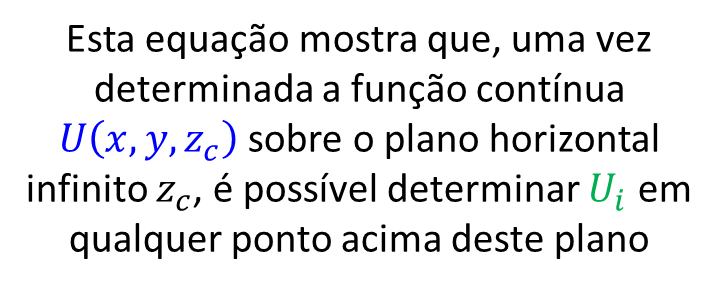 Esta equação mostra que, uma vez
determinada a função contínua
U(x, y, z_c) sobre o plano horizontal
infinito z_c, é possível determinar U_i em
qualquer ponto acima deste plano